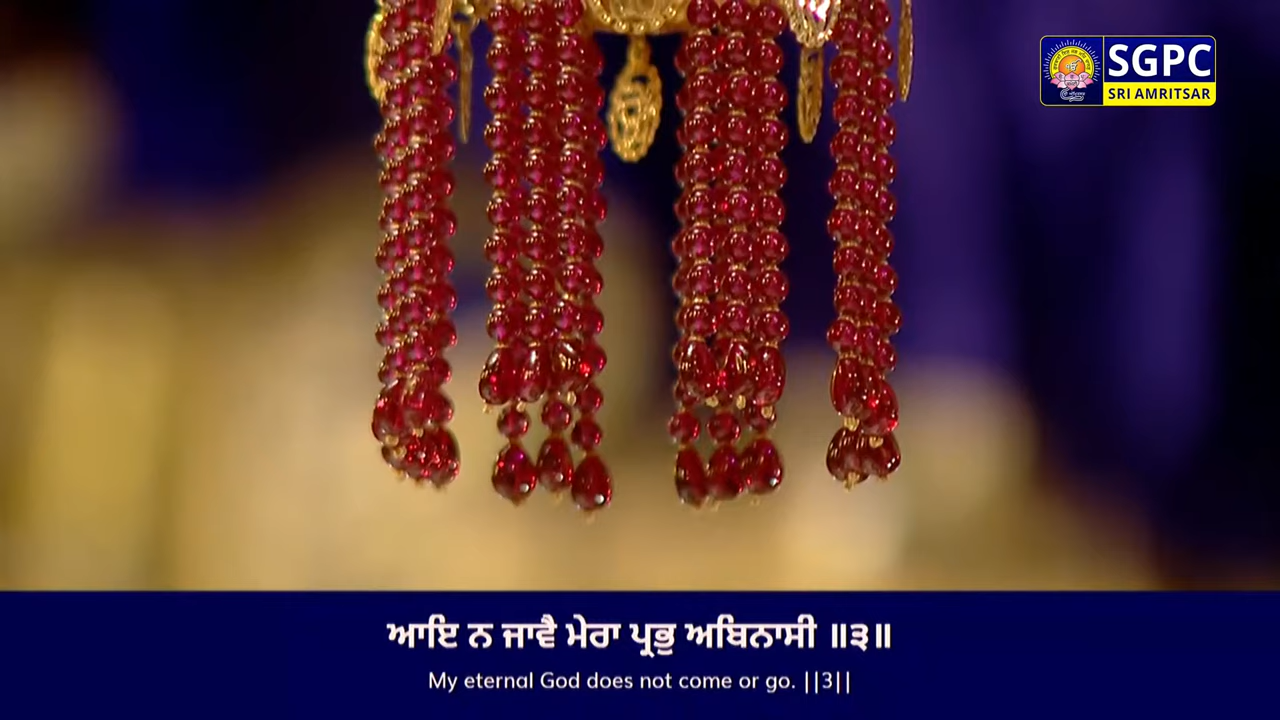 SGPC
SRI AMRITSAR
ਆਇ ਨ ਜਾਵੈ ਮੇਰਾ ਪ੍ਰਭੁ ਅਬਿਨਾਸੀ ॥੩॥
My eternal God does not come or go. ||3||